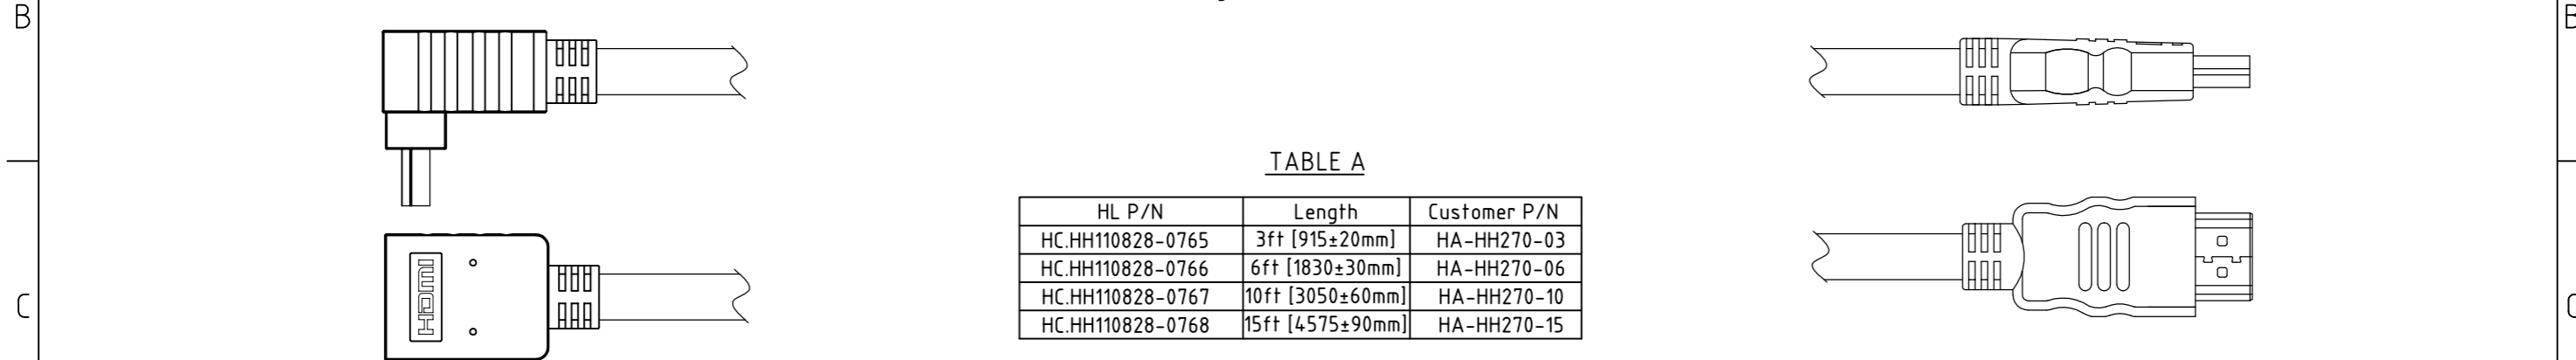 B
B
TABLE A
HL P/N Length Customer P/N
HC.HH110828-0765 3ft [915±20mm] HA-HH270-03
HC.HH110828-0766 6ft [1830±30mm] HA-HH270-06
HC.HH110828-0767 10ft [3050±60mm] HA-HH270-10
HC.HH110828-0768 15ft [4575±90mm] HA-HH270-15
HDMI
C